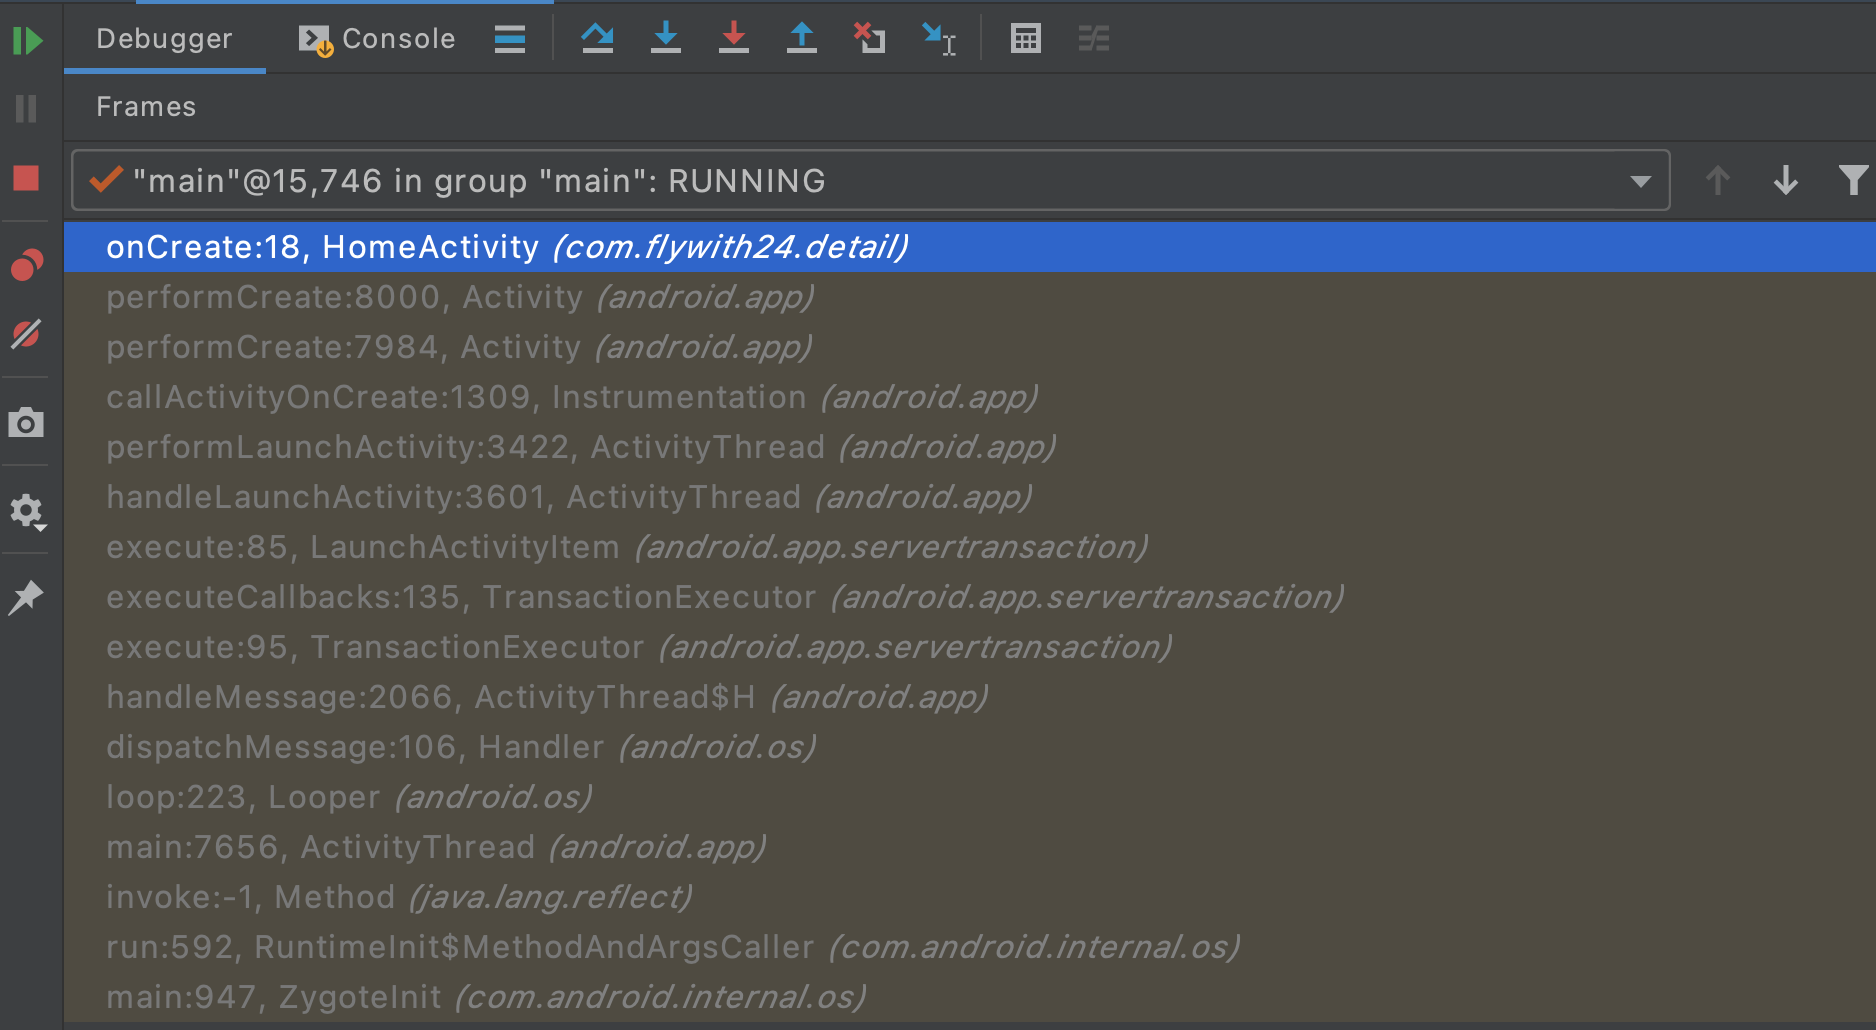 Debugger Console
Frames
"main"@15,746 in group "main": RUNNING
onCreate:18, HomeActivity (com.flywith24.detail)
performCreate:8000, Activity (android.app)
performCreate:7984, Activity (android.app)
callActivityOnCreate:1309, Instrumentation (android.app)
performLaunchActivity:3422, ActivityThread (android.app)
handleLaunchActivity:3601, ActivityThread (android.app)
execute:85, LaunchActivityItem (android.app.servertransaction)
executeCallbacks:135, TransactionExecutor (android.app.servertransaction)
execute:95, TransactionExecutor (android.app.servertransaction)
handleMessage:2066, ActivityThread$H (android.app)
dispatchMessage:106, Handler (android.os)
loop:223, Looper (android.os)
main:7656, ActivityThread (android.app)
invoke:-1, Method (java.lang.reflect)
run:592, RuntimeInit$MethodAndArgsCaller (com.android.internal.os)
main:947, ZygoteInit (com.android.internal.os)